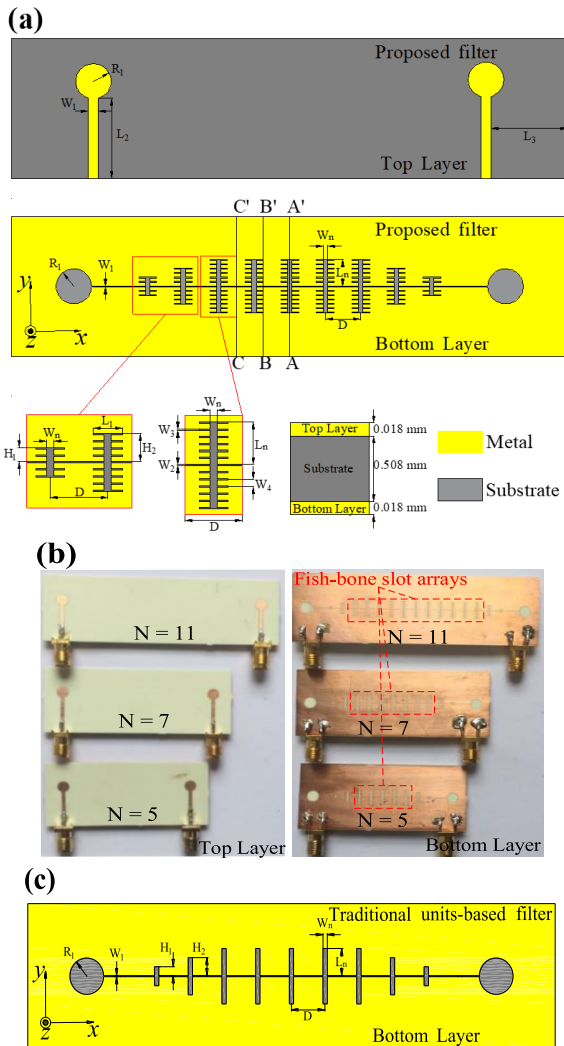 (a)
Proposed filter
R1
W1
L2
L3
Top Layer
C' B' A'
Proposed filter
Wn
R1
W1
Ln
y
D
z x
Bottom Layer
C B A
L1
Wn
H1
H2
D
Wn
W3
Ln
W2
W4
D
Top Layer
0.018 mm
Substrate
0.508 mm
Bottom Layer
0.018 mm
Metal
Substrate
(b)
Fish-bone slot arrays
N = 11
N = 11
N = 7
N = 7
N = 5
N = 5
Top Layer
Bottom Layer
(c)
Traditional units-based filter
Wn
R1
W1
H1
H2
Ln
y
D
z x
Bottom Layer